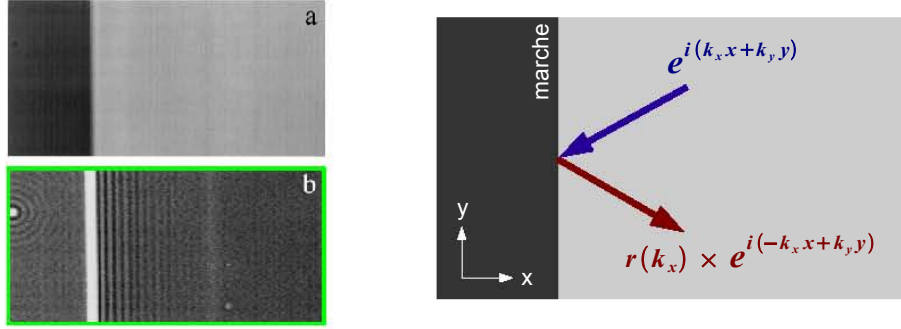 a
b
marche
e^{i(k_x x+k_y y)}
y
x
r(k_x) × e^{i(-k_x x+k_y y)}